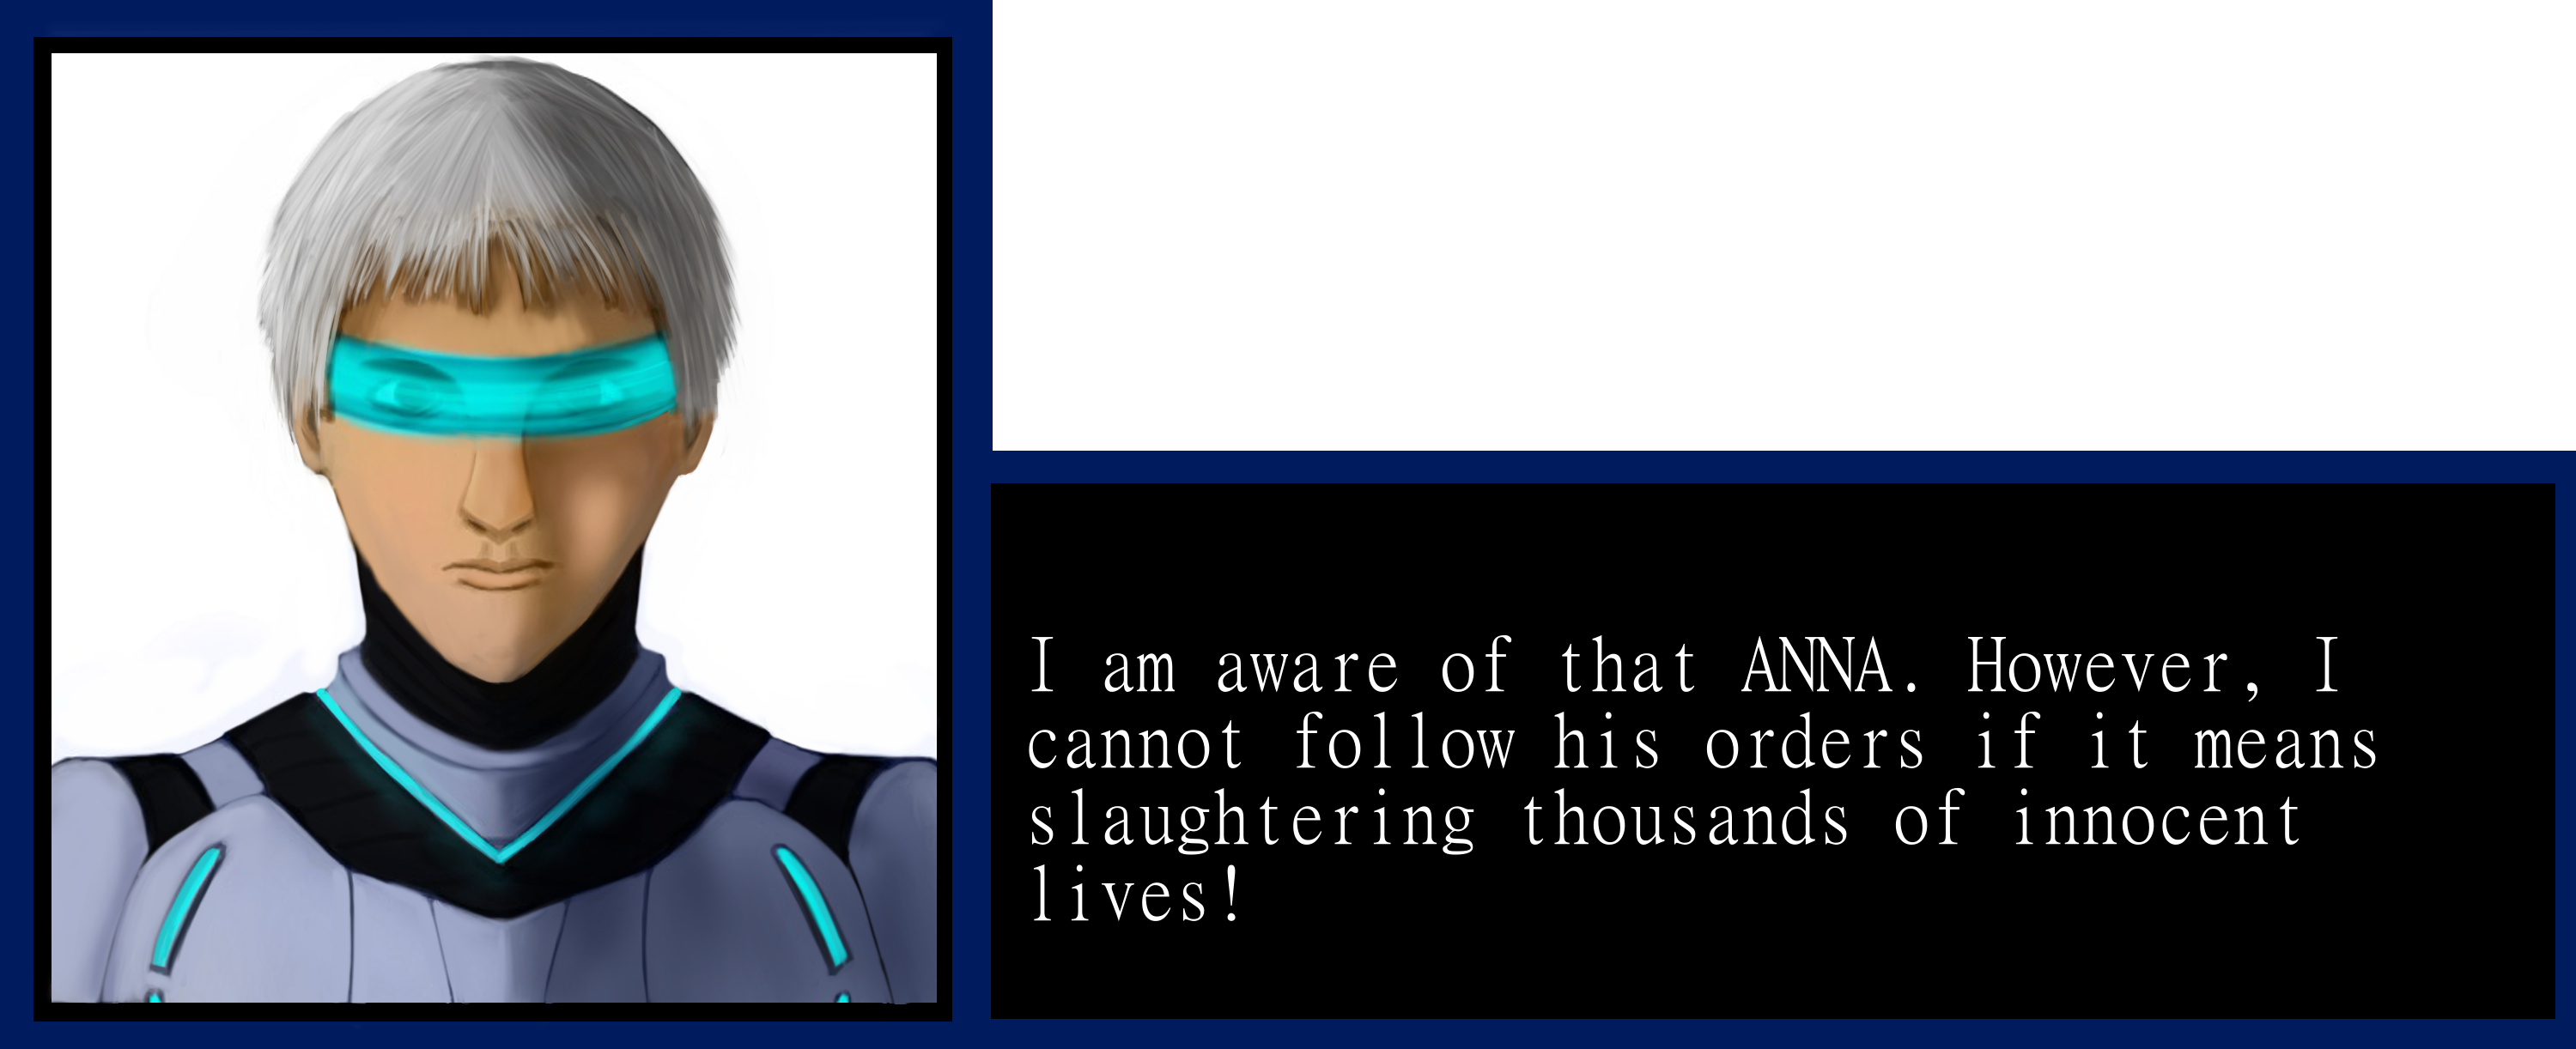 I am aware of that ANNA. However, I
cannot follow his orders if it means
slaughtering thousands of innocent
lives!